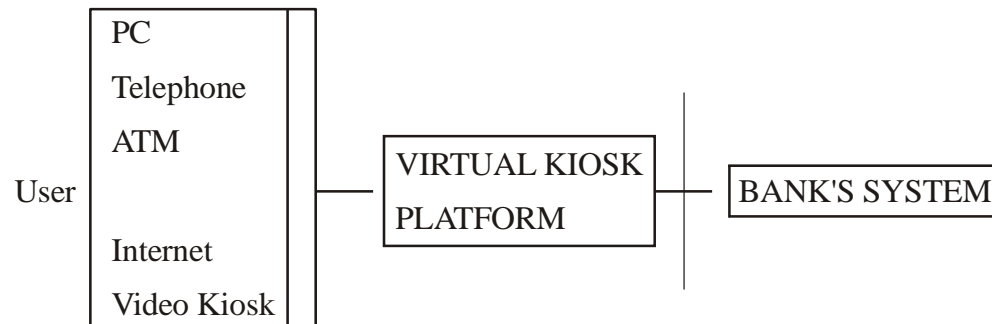 PC
Telephone
ATM
User
Internet
Video Kiosk
VIRTUAL KIOSK
PLATFORM
BANK'S SYSTEM